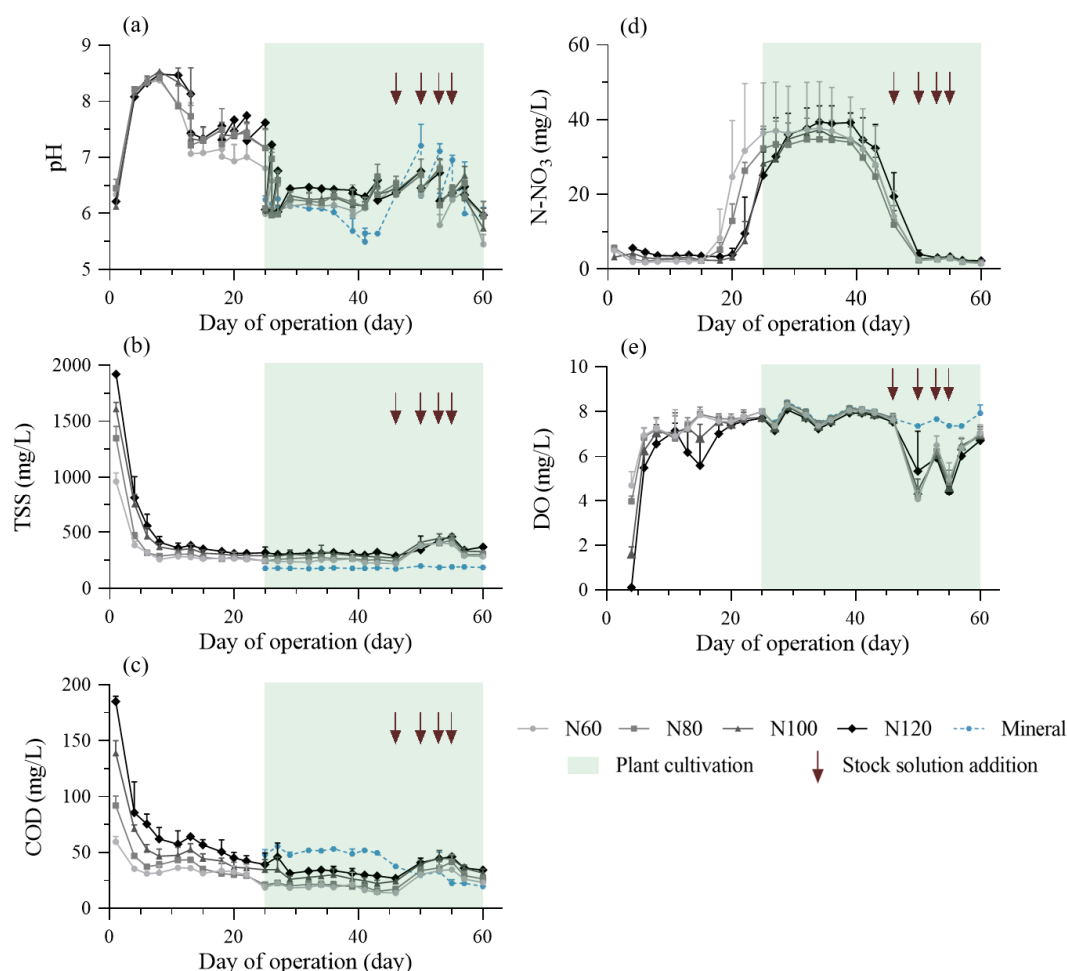 (a)
9
8
7
6
5
pH
0
20
40
60
Day of operation (day)
(d)
60
40
20
0
N-NO3 (mg/L)
0
20
40
60
Day of operation (day)
(b)
2000
1500
1000
500
0
TSS (mg/L)
0
20
40
60
Day of operation (day)
(e)
10
8
6
4
2
0
DO (mg/L)
0
20
40
60
Day of operation (day)
(c)
200
150
100
50
0
COD (mg/L)
0
20
40
60
Day of operation (day)
N60 N80 N100 N120 Mineral
Plant cultivation Stock solution addition